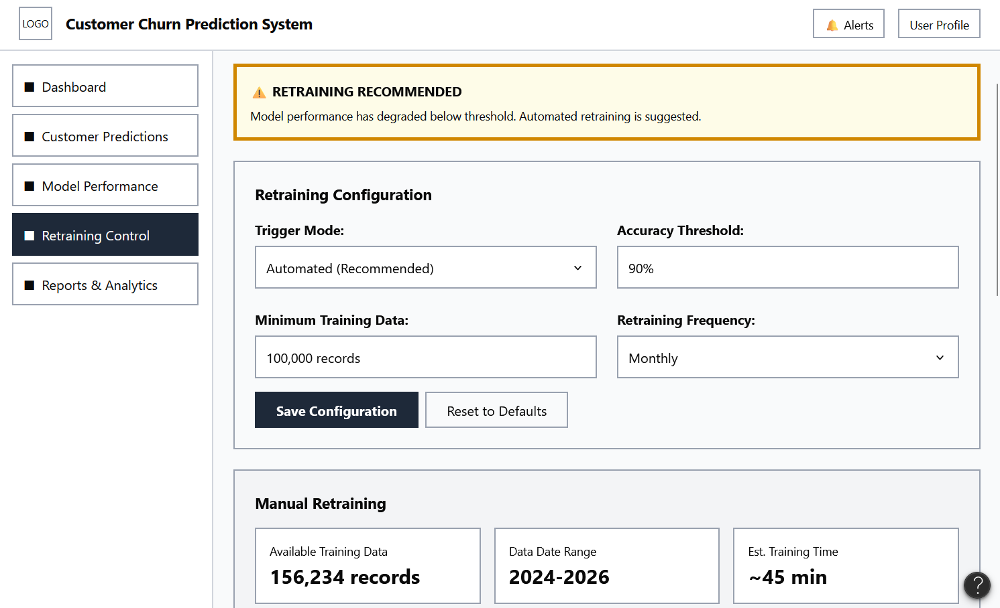 LOGO
Customer Churn Prediction System
Alerts
User Profile
Dashboard
Customer Predictions
Model Performance
Retraining Control
Reports & Analytics
RETRAINING RECOMMENDED
Model performance has degraded below threshold. Automated retraining is suggested.
Retraining Configuration
Trigger Mode:
Accuracy Threshold:
Automated (Recommended)
90%
Minimum Training Data:
Retraining Frequency:
100,000 records
Monthly
Save Configuration
Reset to Defaults
Manual Retraining
Available Training Data
Data Date Range
Est. Training Time
156,234 records
2024-2026
~45 min
?